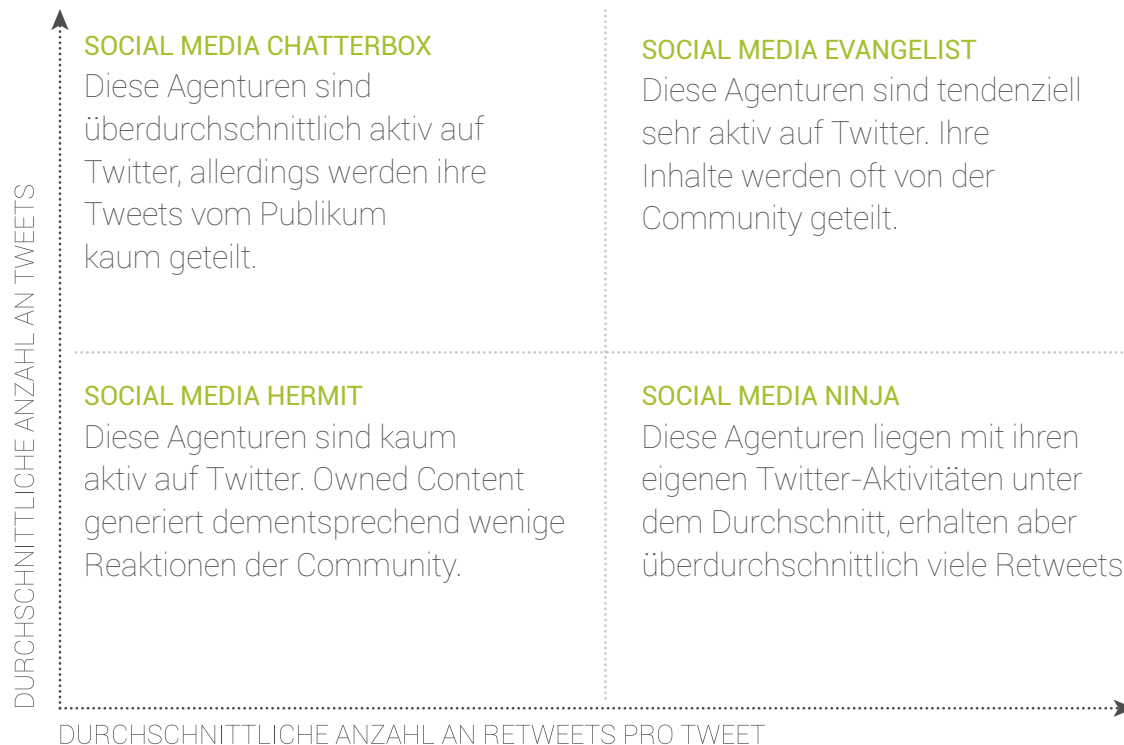 SOCIAL MEDIA CHATTERBOX
Diese Agenturen sind
überdurchschnittlich aktiv auf
Twitter, allerdings werden ihre
Tweets vom Publikum
kaum geteilt.
SOCIAL MEDIA EVANGELIST
Diese Agenturen sind tendenziell
sehr aktiv auf Twitter. Ihre
Inhalte werden oft von der
Community geteilt.
SOCIAL MEDIA HERMIT
Diese Agenturen sind kaum
aktiv auf Twitter. Owned Content
generiert dementsprechend wenige
Reaktionen der Community.
SOCIAL MEDIA NINJA
Diese Agenturen liegen mit ihren
eigenen Twitter-Aktivitäten unter
dem Durchschnitt, erhalten aber
überdurchschnittlich viele Retweets
DURCHSCHNITTLICHE ANZAHL AN TWEETS
DURCHSCHNITTLICHE ANZAHL AN RETWEETS PRO TWEET